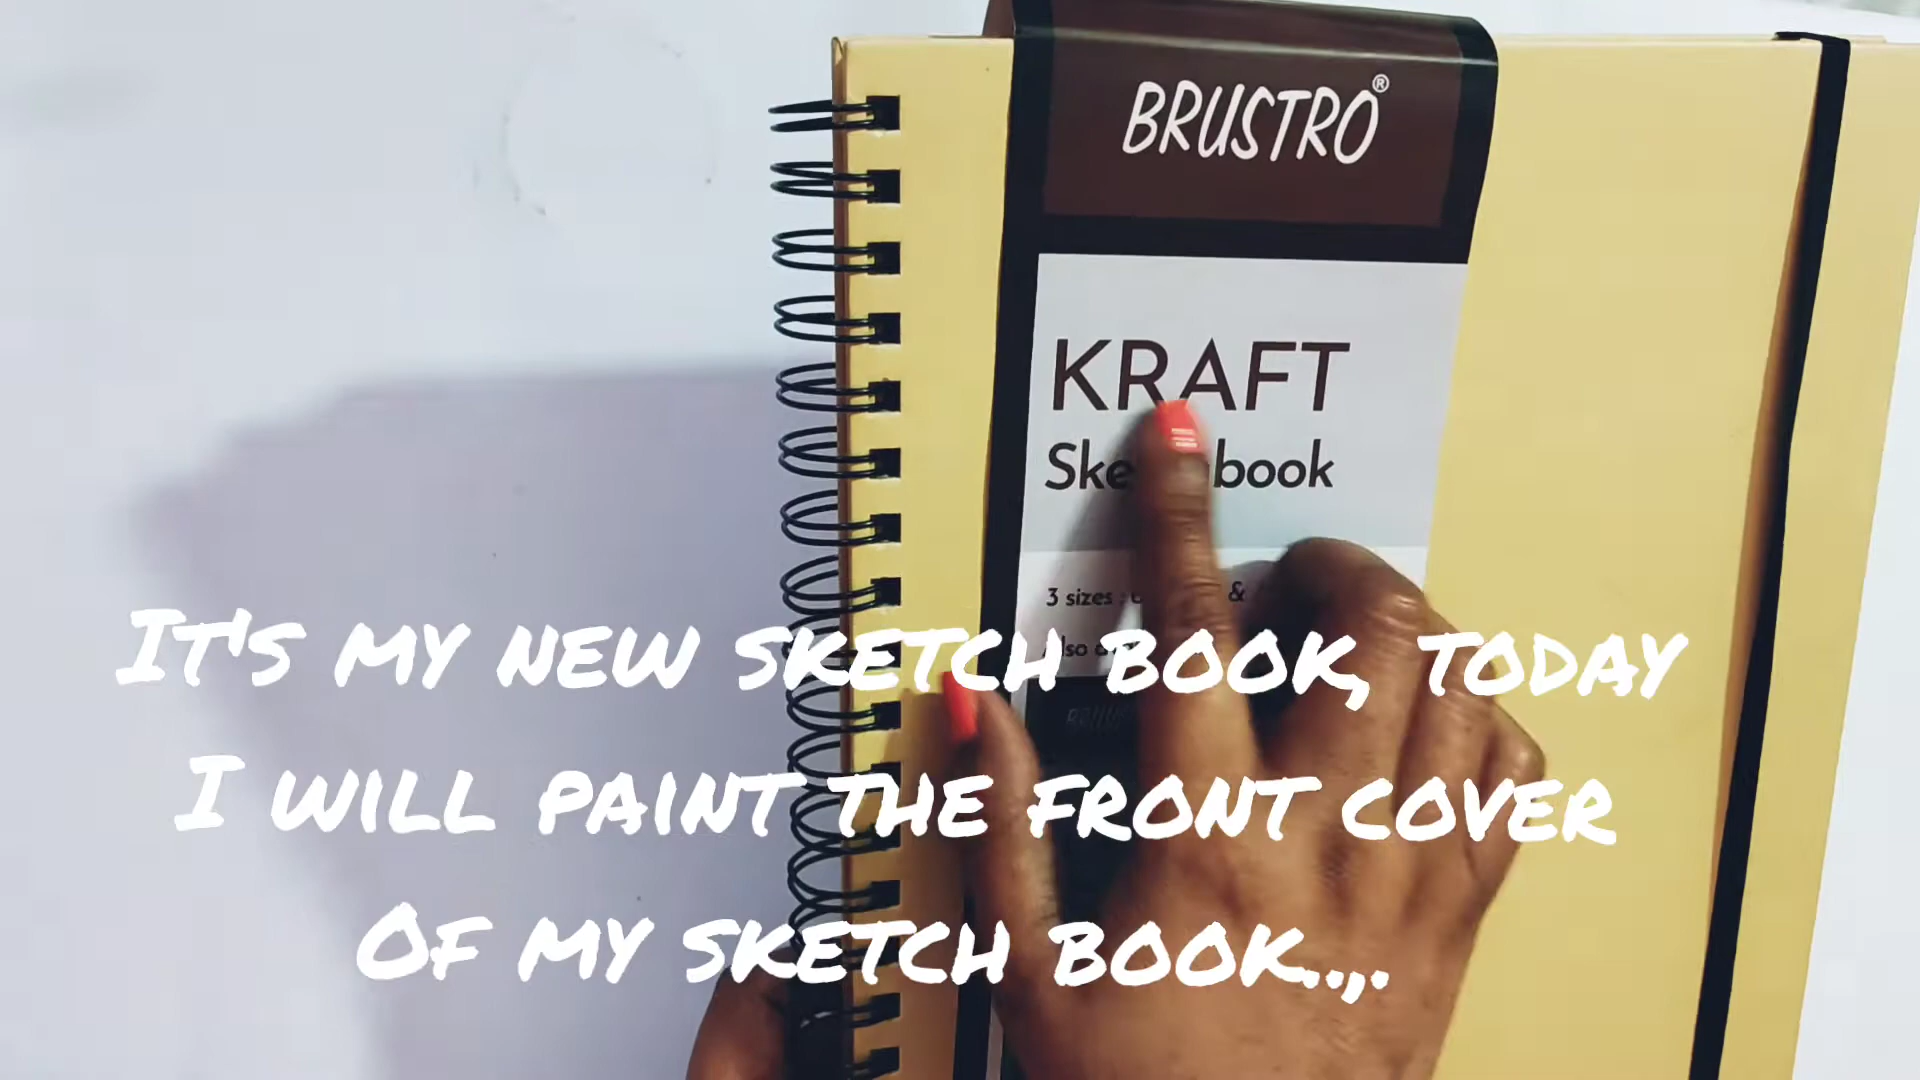 BRUSTRO®
KRAFT
3 sizes
&
It's my new sketch book, today
I will paint the front cover
Of my sketch book..,.